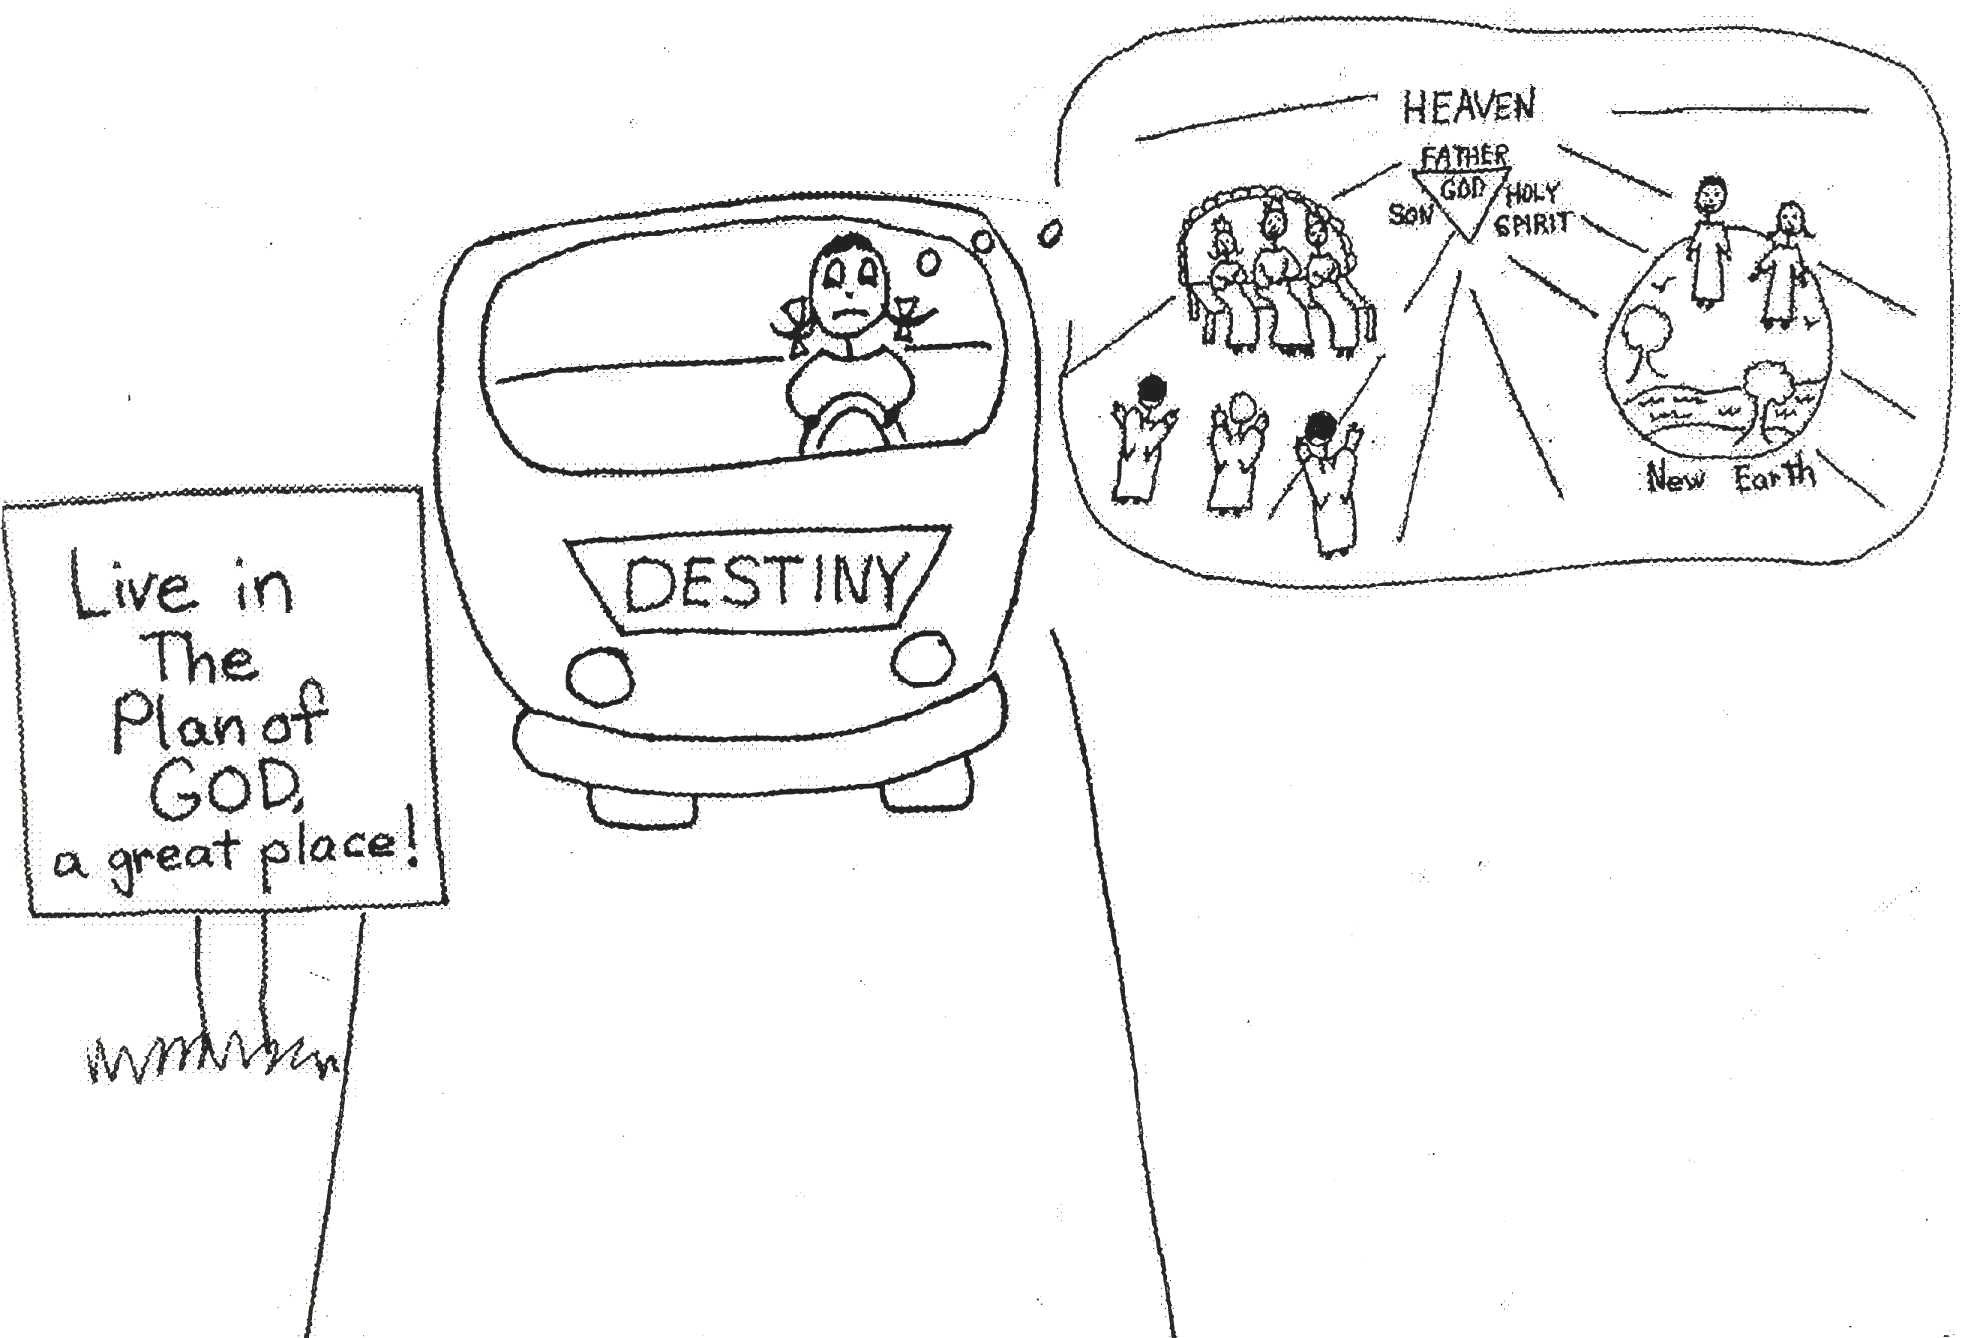 Live in
The
Plan of
GOD,
a great place!
DESTINY
HEAVEN
FATHER
GOD
SON
HOLY
SPIRIT
New Earth